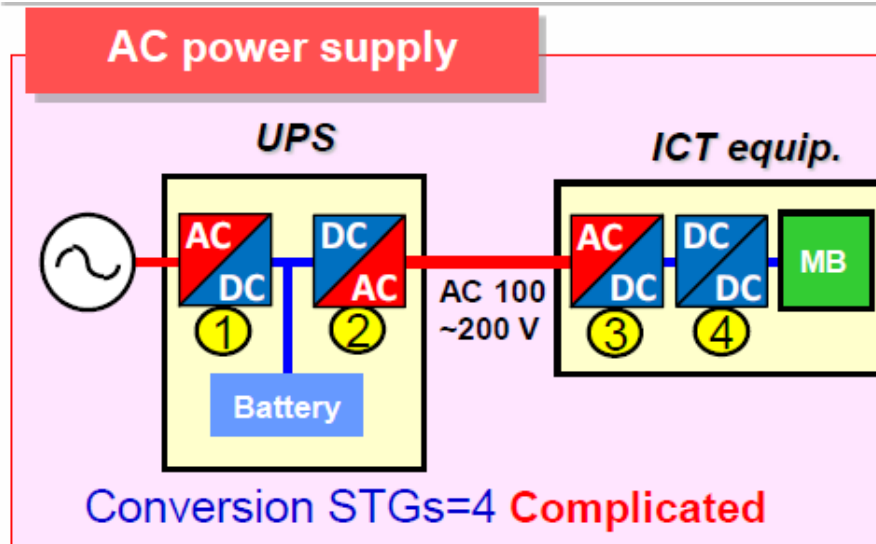 AC power supply
UPS
ICT equip.
AC
DC
DC
AC
AC
DC
DC
DC
MB
1
2
AC 100
~200 V
3
4
Battery
Conversion STGs=4 Complicated